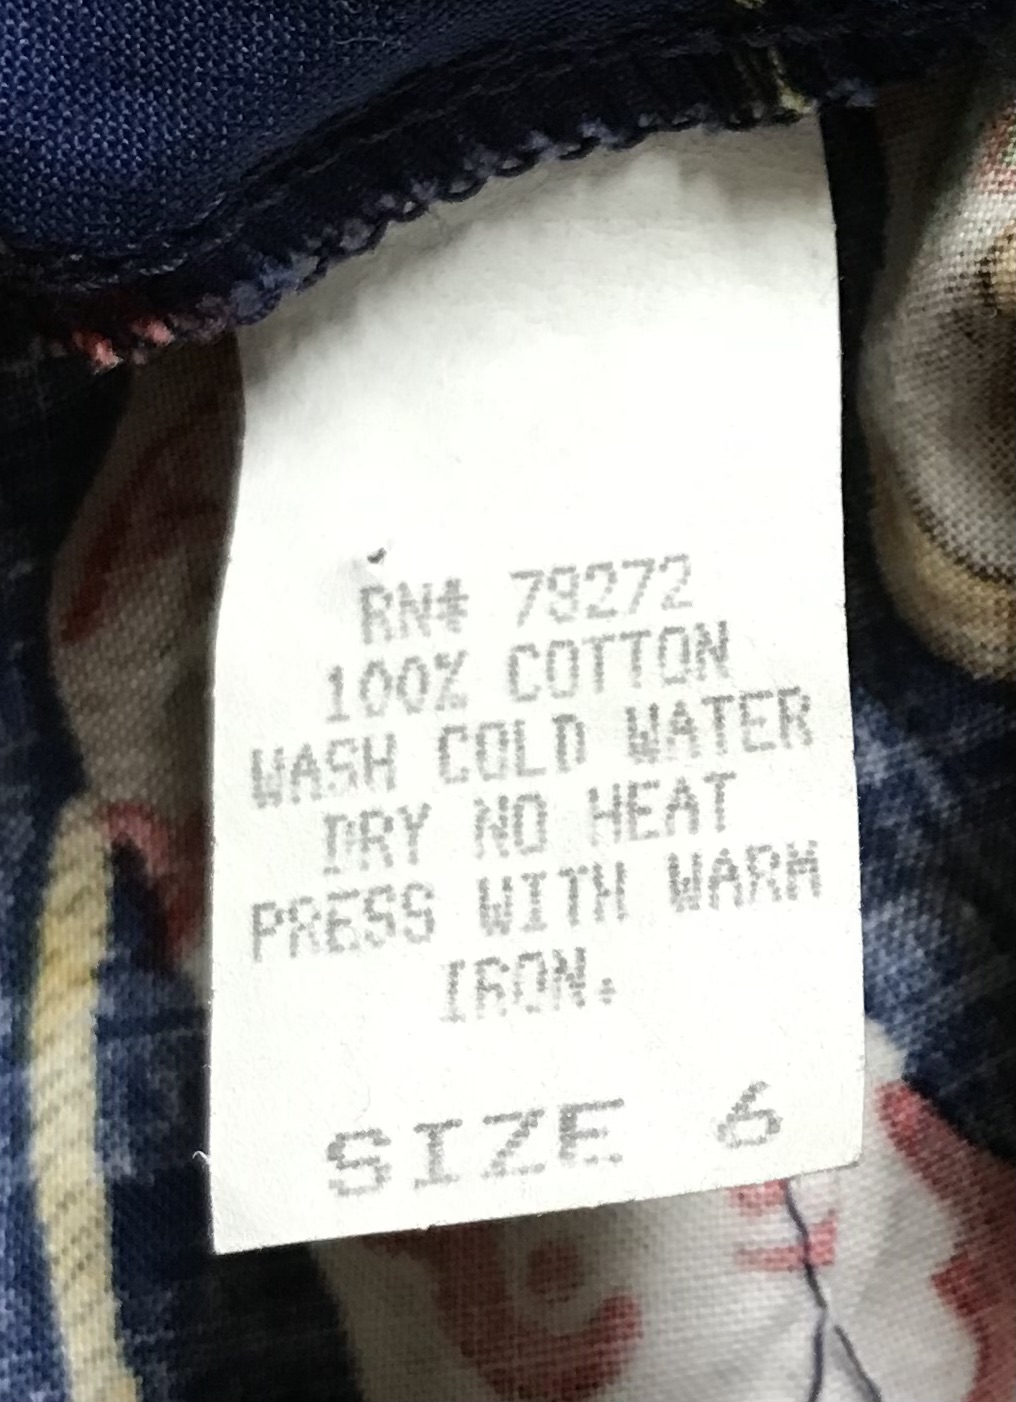 RN# 79272
100% COTTON
WASH COLD WATER
DRY NO HEAT
PRESS WITH WARM
IRON.
SIZE 6